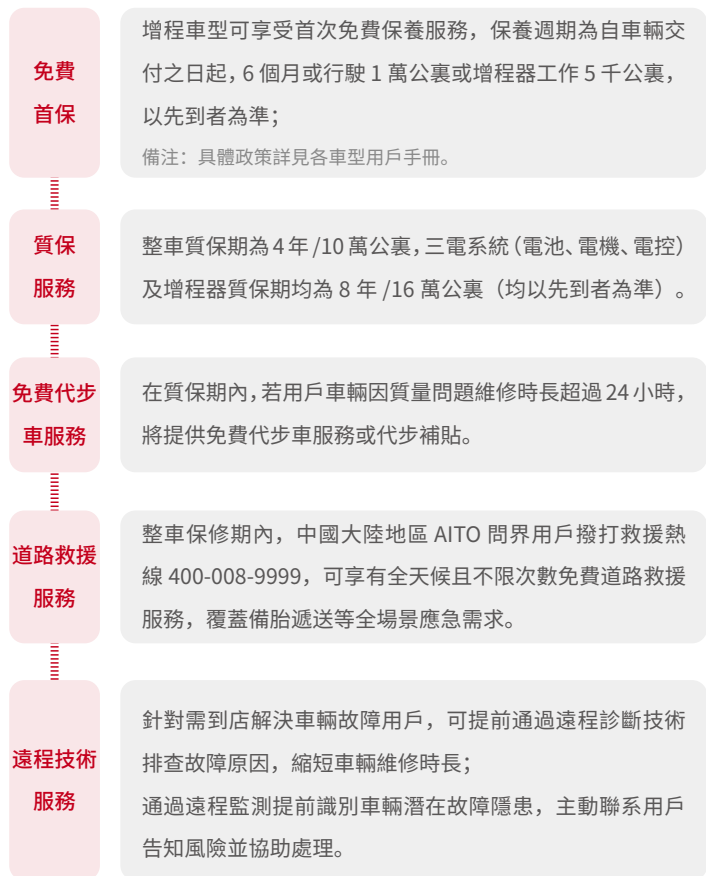 免費
首保
增程車型可享受首次免費保養服務，保養週期為自車輛交
付之日起，6 個月或行駛 1 萬公裏或增程器工作 5 千公裏，
以先到者為準；
備注：具體政策詳見各車型用戶手冊。
質保
服務
整車質保期為 4 年 /10 萬公裏，三電系統（電池、電機、電控）
及增程器質保期均為 8 年 /16 萬公裏（均以先到者為準）。
免費代步
車服務
在質保期內，若用戶車輛因質量問題維修時長超過 24 小時，
將提供免費代步車服務或代步補貼。
道路救援
服務
整車保修期內，中國大陸地區 AITO 問界用戶撥打救援熱
線 400-008-9999，可享有全天候且不限次數免費道路救援
服務，覆蓋備胎遞送等全場景應急需求。
遠程技術
服務
針對需到店解決車輛故障用戶，可提前通過遠程診斷技術
排查故障原因，縮短車輛維修時長；
通過遠程監測提前識別車輛潛在故障隱患，主動聯系用戶
告知風險並協助處理。